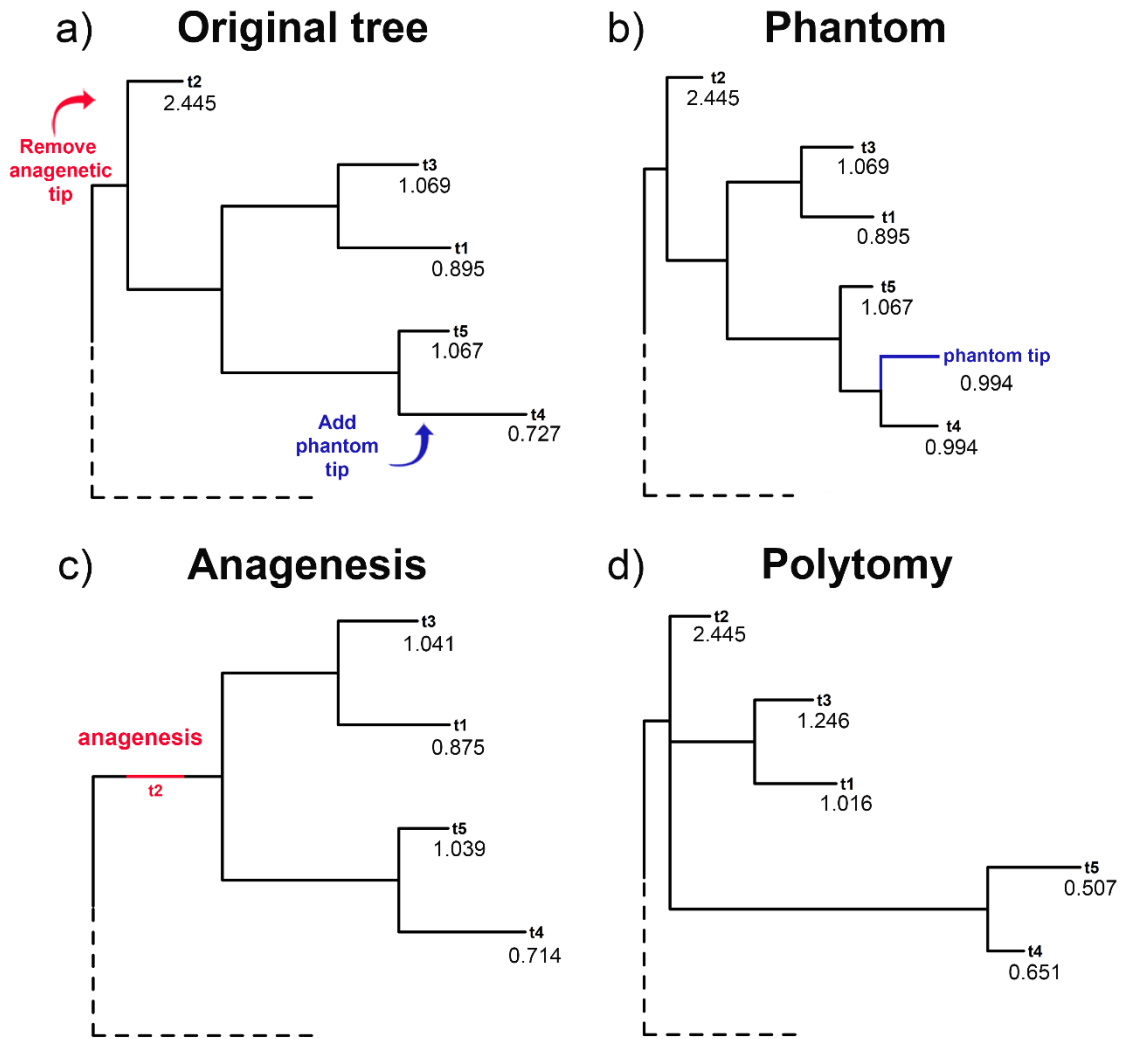 a) Original tree
t2
2.445
Remove
anagenetic
tip
t3
1.069
t1
0.895
t5
1.067
Add
phantom
tip
t4
0.727
b) Phantom
t2
2.445
t3
1.069
t1
0.895
t5
1.067
phantom tip
0.994
t4
0.994
c) Anagenesis
t3
1.041
t1
0.875
anagenesis
t2
t5
1.039
t4
0.714
d) Polytomy
t2
2.445
t3
1.246
t1
1.016
t5
0.507
t4
0.651